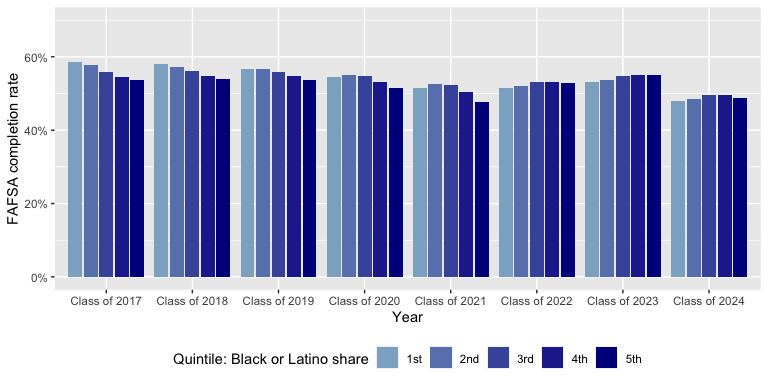 60%
40%
20%
0%
FAFSA completion rate
Class of 2017 Class of 2018 Class of 2019 Class of 2020 Class of 2021 Class of 2022 Class of 2023 Class of 2024
Year
Quintile: Black or Latino share 1st 2nd 3rd 4th 5th